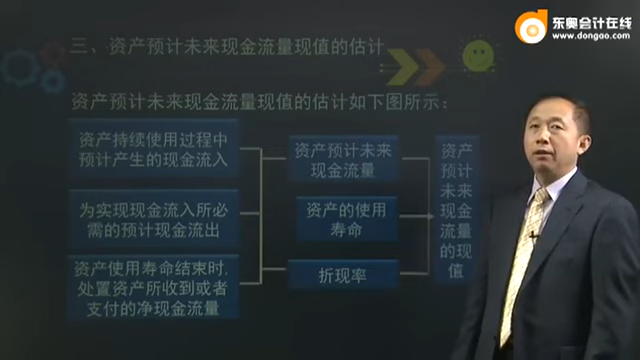 东奥会计在线
www.dongao.com
三、资产预计未来现金流量现值的估计
资产预计未来现金流量现值的估计如下图所示：
资产持续使用过程中
预计产生的现金流入
为实现现金流入所必
需的预计现金流出
资产使用寿命结束时,
处置资产所收到或者
支付的净现金流量
资产预计未来
现金流量
资产的使用
寿命
折现率
资产
预计
未来
现金
流量
的现
值